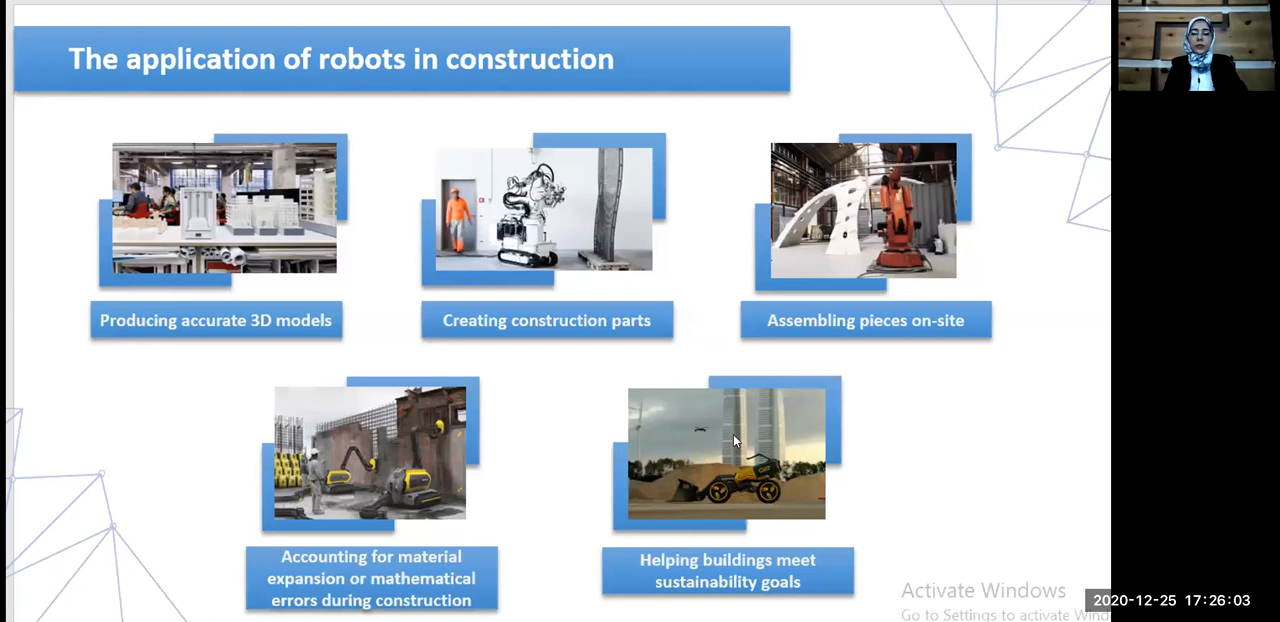 The application of robots in construction
Producing accurate 3D models
Creating construction parts
Assembling pieces on-site
Accounting for material
expansion or mathematical
errors during construction
Helping buildings meet
sustainability goals
Activate Windows
Go to Settings to activate Wind
2020-12-25 17:26:03